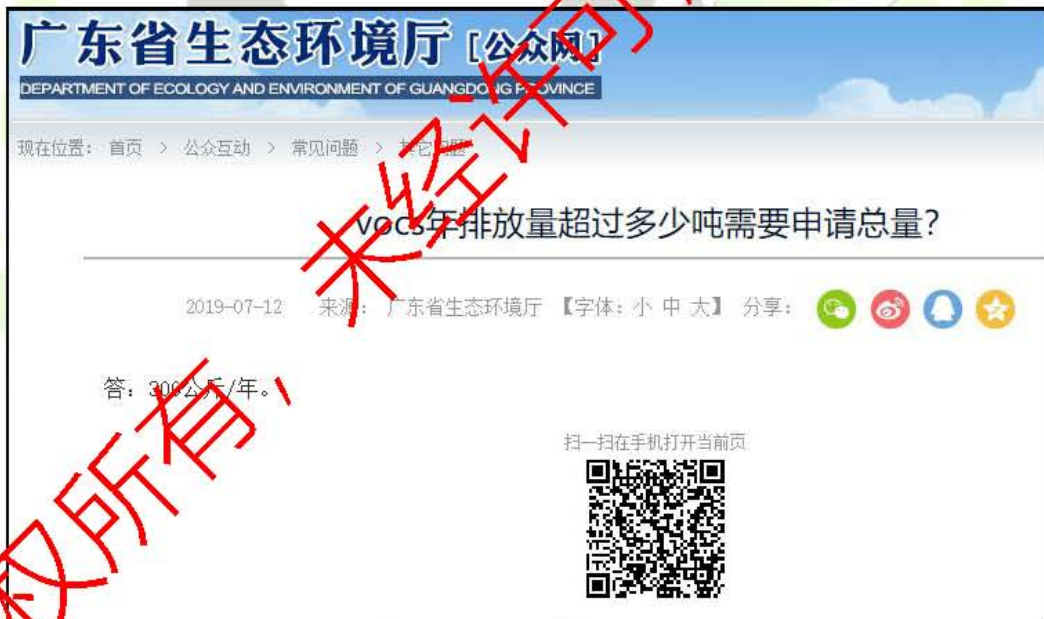 广东省生态环境厅 [公众网]
DEPARTMENT OF ECOLOGY AND ENVIRONMENT OF GUANGDONG PROVINCE
现在位置: 首页 > 公众互动 > 常见问题 > 其它问题
vocs年排放量超过多少吨需要申请总量?
2019-07-12 来源: 广东省生态环境厅 【字体: 小 中 大】 分享:
答: 300公斤/年。
扫一扫在手机打开当前页
权所有, 未经许可,